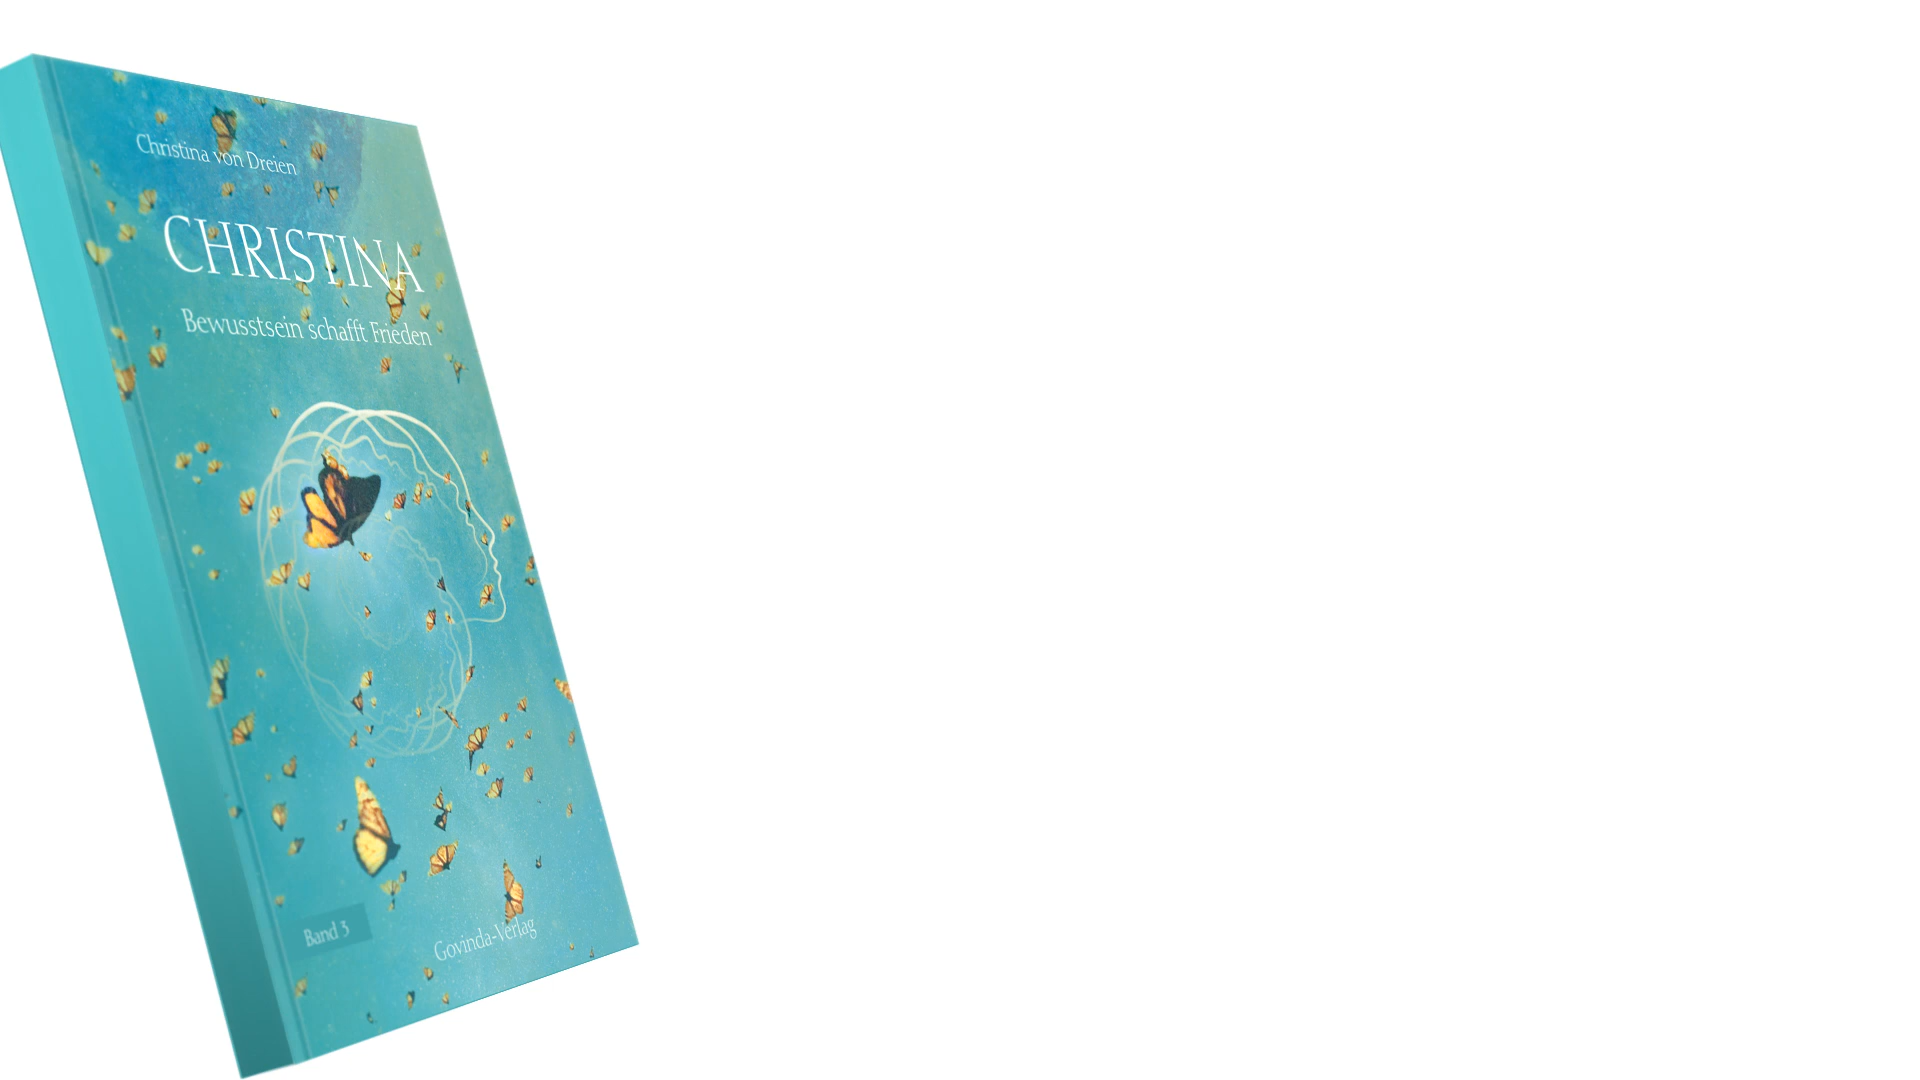 Christina von Dreien
CHRISTINA
Bewusstsein schafft Frieden
Band 3
Govinda-Verlag